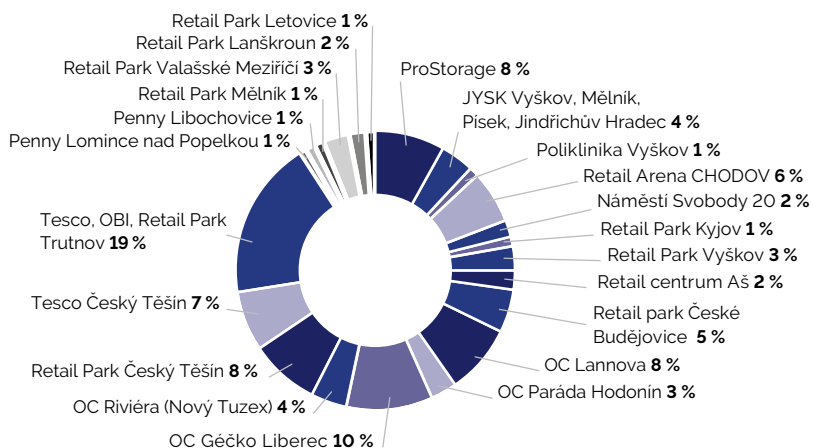 Retail Park Letovice 1 %
Retail Park Lanškroun 2 %
Retail Park Valašské Meziříčí 3 %
Retail Park Mělník 1 %
Penny Libochovice 1 %
Penny Lomince nad Popelkou 1 %
Tesco, OBI, Retail Park
Trutnov 19 %
Tesco Český Těšín 7 %
Retail Park Český Těšín 8 %
OC Riviéra (Nový Tuzex) 4 %
OC Géčko Liberec 10 %
ProStorage 8 %
JYSK Vyškov, Mělník,
Písek, Jindřichův Hradec 4 %
Poliklinika Vyškov 1 %
Retail Arena CHODOV 6 %
Náměstí Svobody 20 2 %
Retail Park Kyjov 1 %
Retail Park Vyškov 3 %
Retail centrum Aš 2 %
Retail park České
Budějovice 5 %
OC Lannova 8 %
OC Paráda Hodonín 3 %